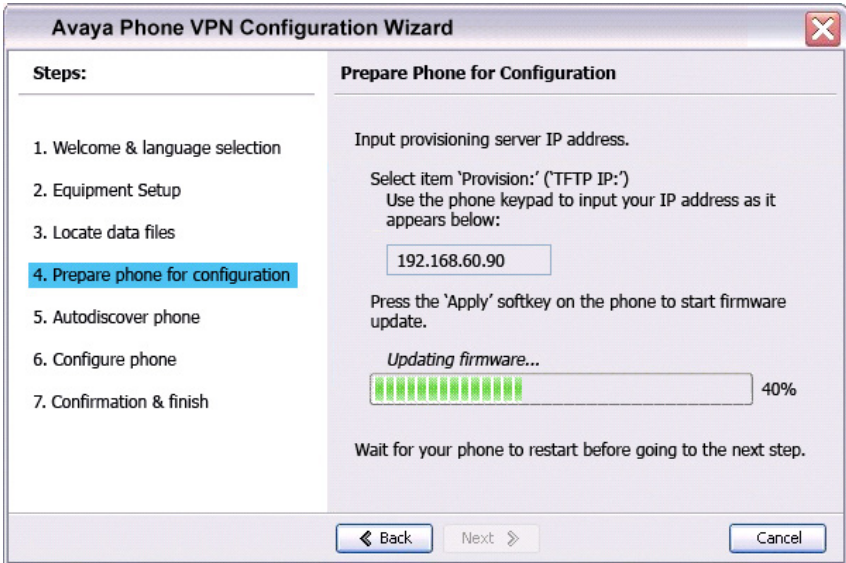 Avaya Phone VPN Configuration Wizard
Steps:
1. Welcome & language selection
2. Equipment Setup
3. Locate data files
4. Prepare phone for configuration
5. Autodiscover phone
6. Configure phone
7. Confirmation & finish
Prepare Phone for Configuration
Input provisioning server IP address.
Select item ‘Provision:’ (‘TFTP IP:’)
Use the phone keypad to input your IP address as it
appears below:
192.168.60.90
Press the ‘Apply’ softkey on the phone to start firmware
update.
Updating firmware...
40%
Wait for your phone to restart before going to the next step.
Back
Next
Cancel